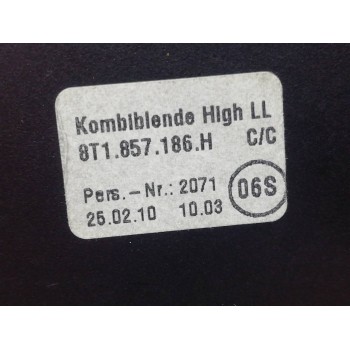 Kombiblende High LL
8T1.857.186.H C/C
Pers.-Nr.: 2071
25.02.10 10.03
06S